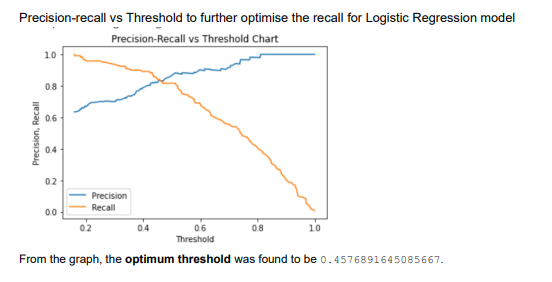 Precision-recall vs Threshold to further optimise the recall for Logistic Regression model
Precision-Recall vs Threshold Chart
1.0
0.8
0.6
0.4
0.2
0.0
Precision, Recall
Precision
Recall
0.2 0.4 0.6 0.8 1.0
Threshold
From the graph, the optimum threshold was found to be 0.4576891645085667.